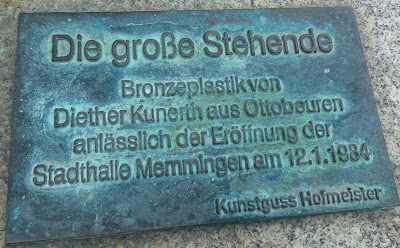 Die große Stehende
Bronzeplastik von
Diether Kunerth aus Ottobeuren
anlässlich der Eröffnung der
Stadthalle Memmingen am 12.1.1984
Kunstguss Hofmeister